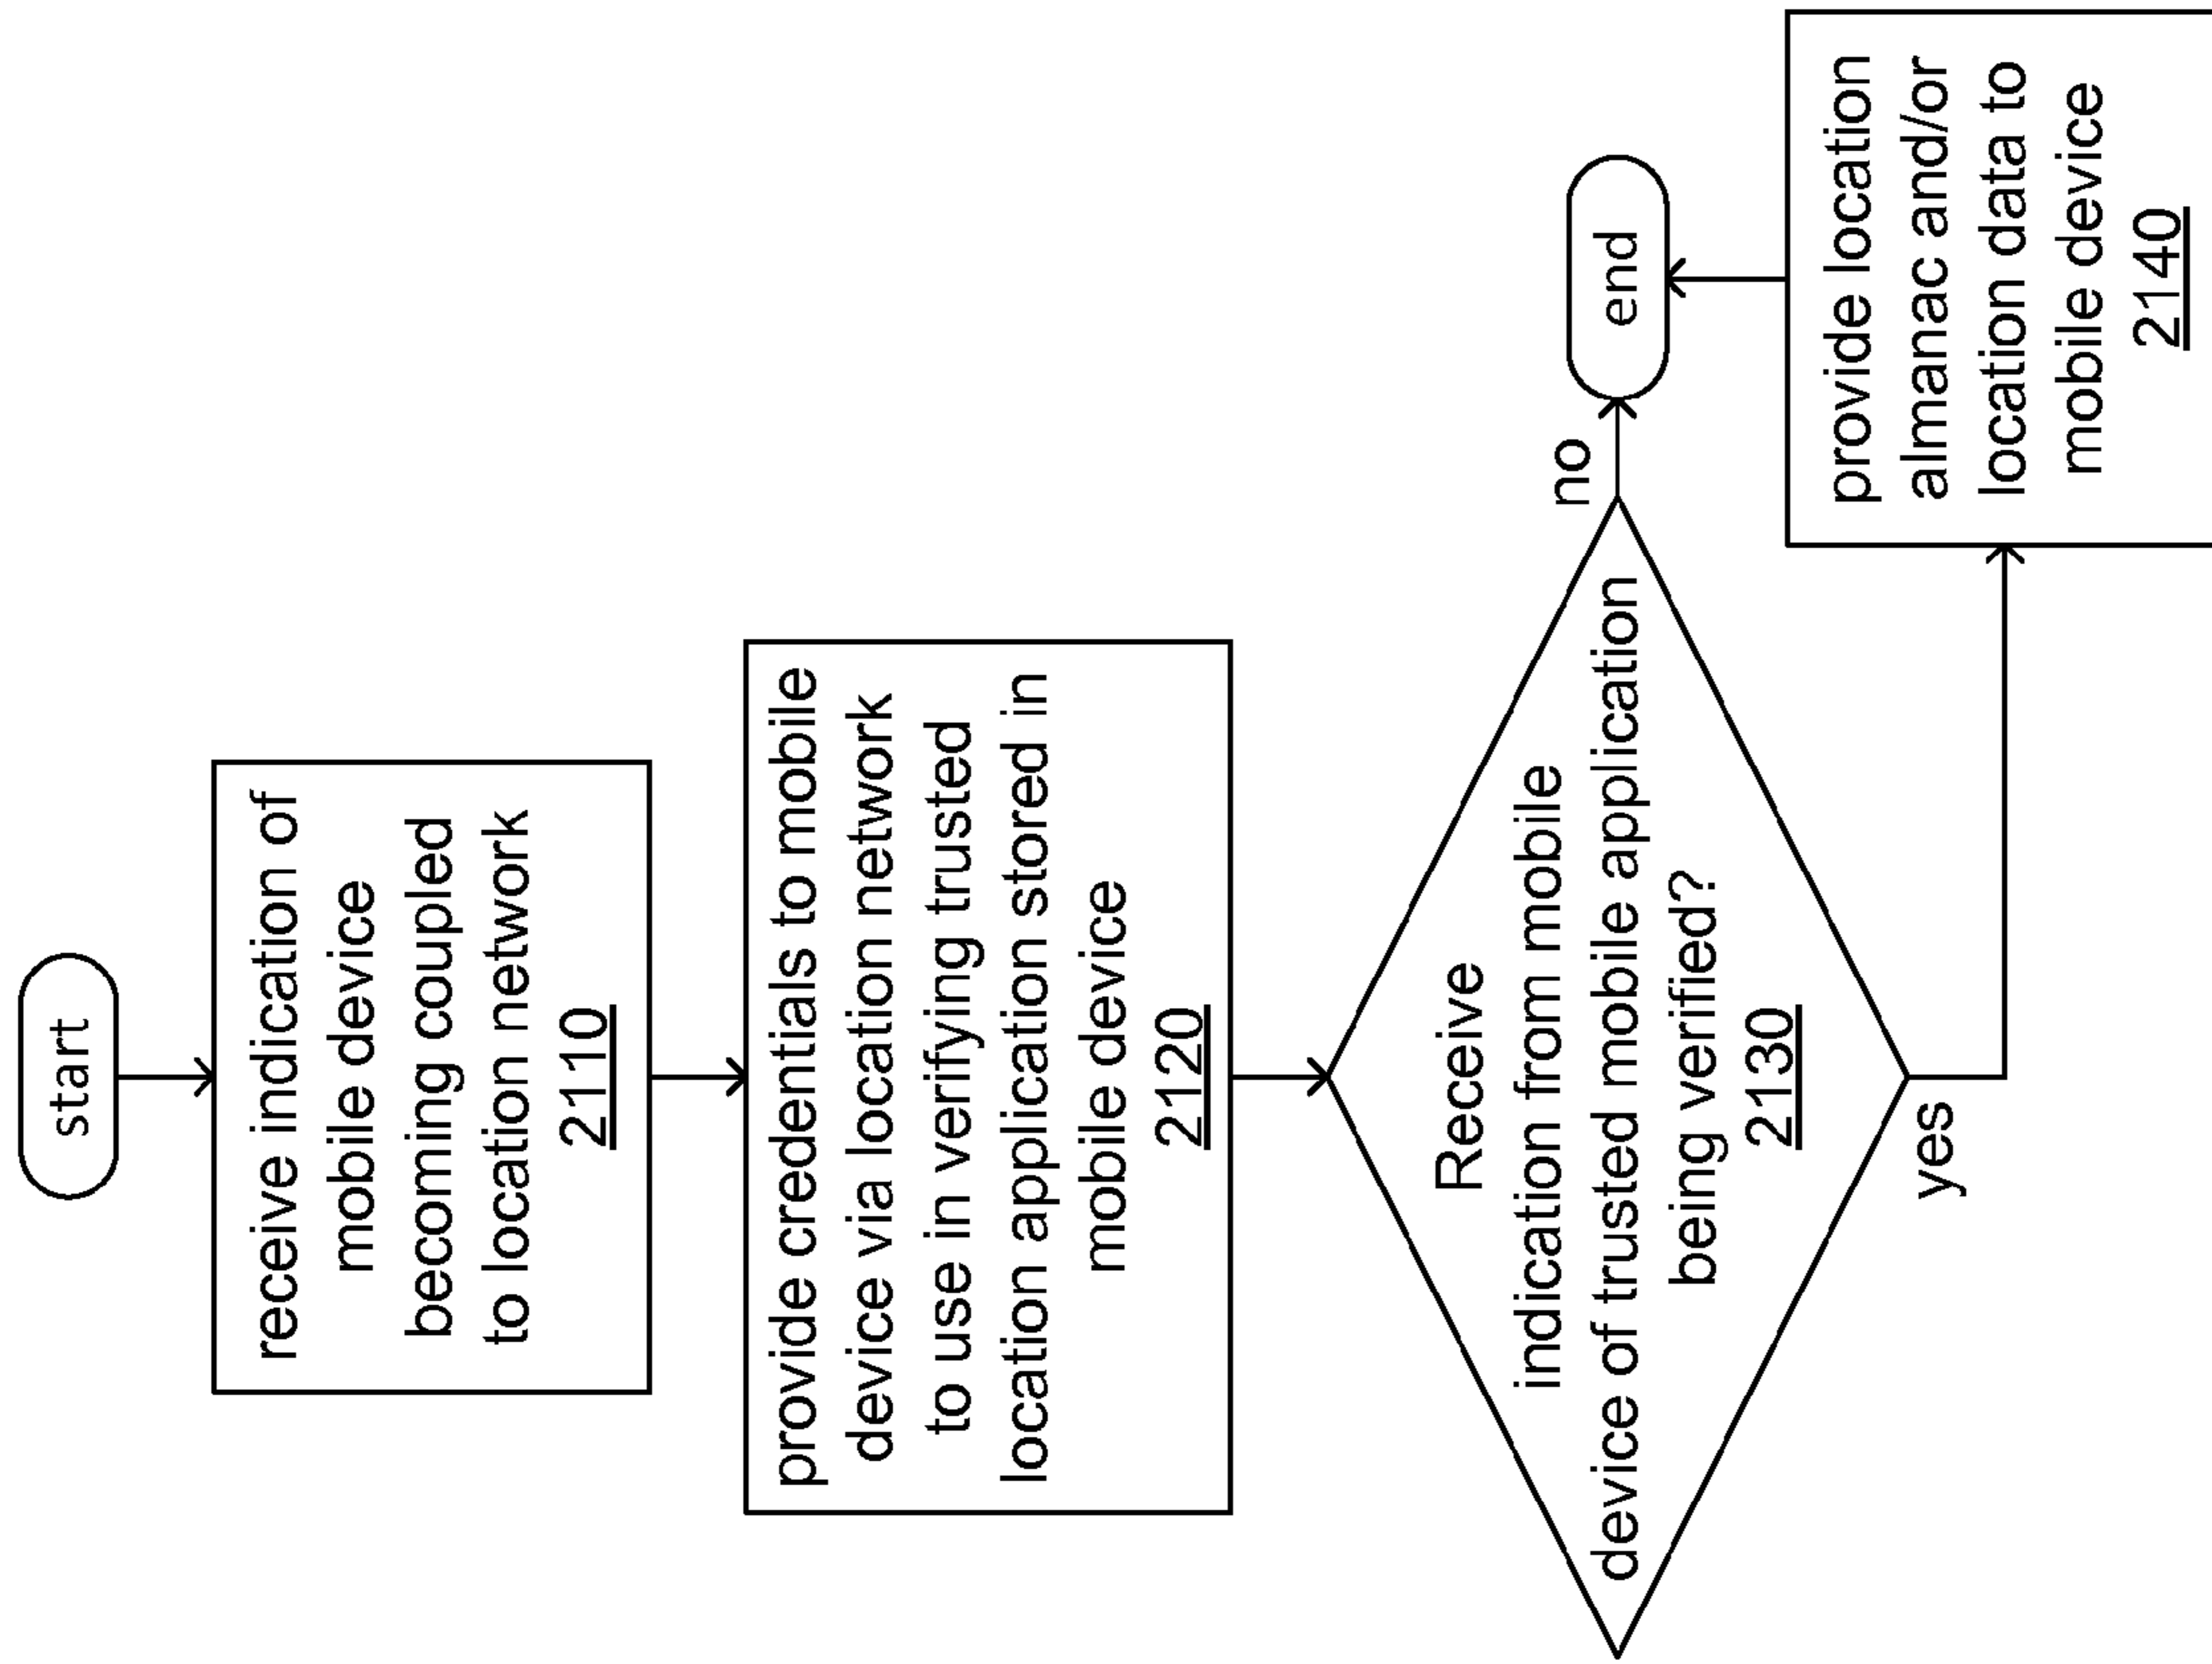 start
receive indication of
mobile device
becoming coupled
to location network
2110
provide credentials to mobile
device via location network
to use in verifying trusted
location application stored in
mobile device
2120
Receive
indication from mobile
device of trusted mobile application
being verified?
2130
no
end
yes
provide location
almanac and/or
location data to
mobile device
2140